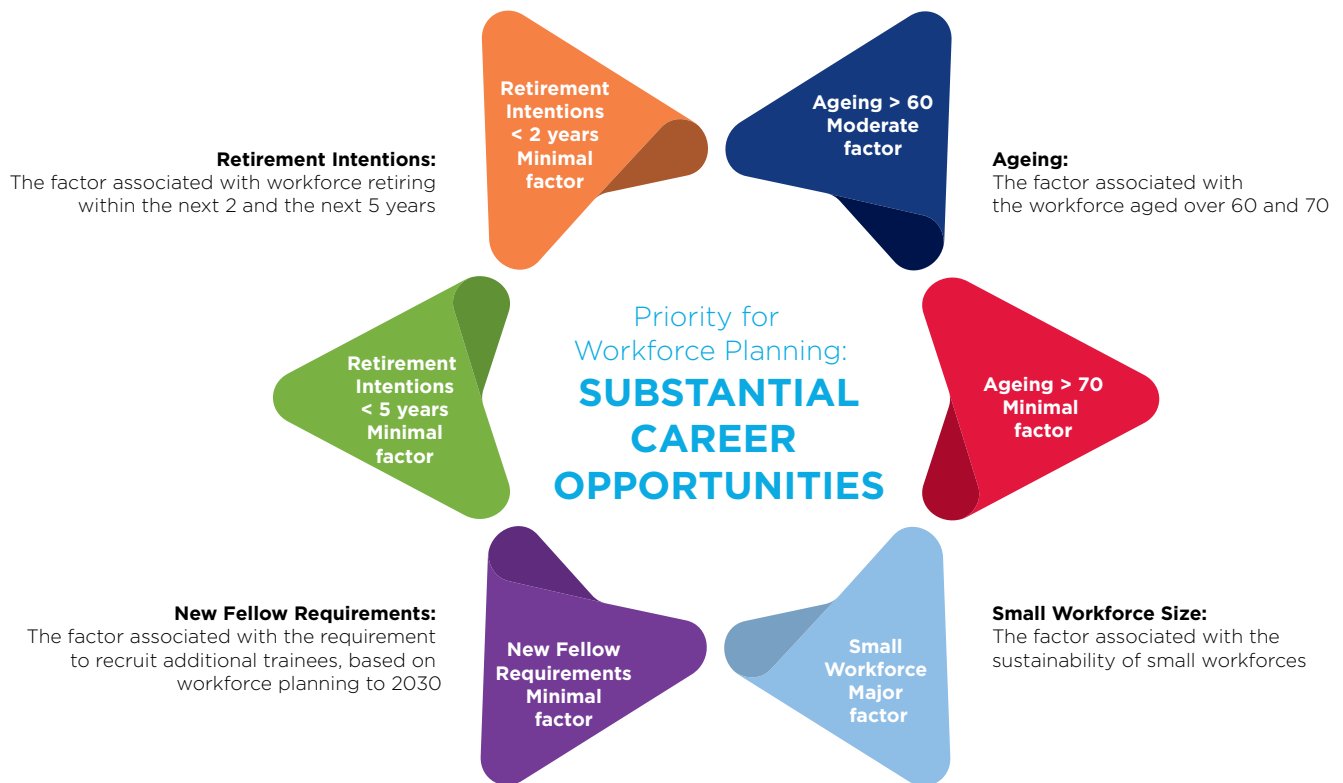 Retirement
Intentions
< 2 years
Minimal
factor
Ageing > 60
Moderate
factor
Retirement Intentions:
The factor associated with workforce retiring
within the next 2 and the next 5 years
Ageing:
The factor associated with
the workforce aged over 60 and 70
Retirement
Intentions
< 5 years
Minimal
factor
Priority for
Workforce Planning:
SUBSTANTIAL
CAREER
OPPORTUNITIES
Ageing > 70
Minimal
factor
New Fellow Requirements:
The factor associated with the requirement
to recruit additional trainees, based on
workforce planning to 2030
New Fellow
Requirements
Minimal
factor
Small
Workforce
Major
factor
Small Workforce Size:
The factor associated with the
sustainability of small workforces